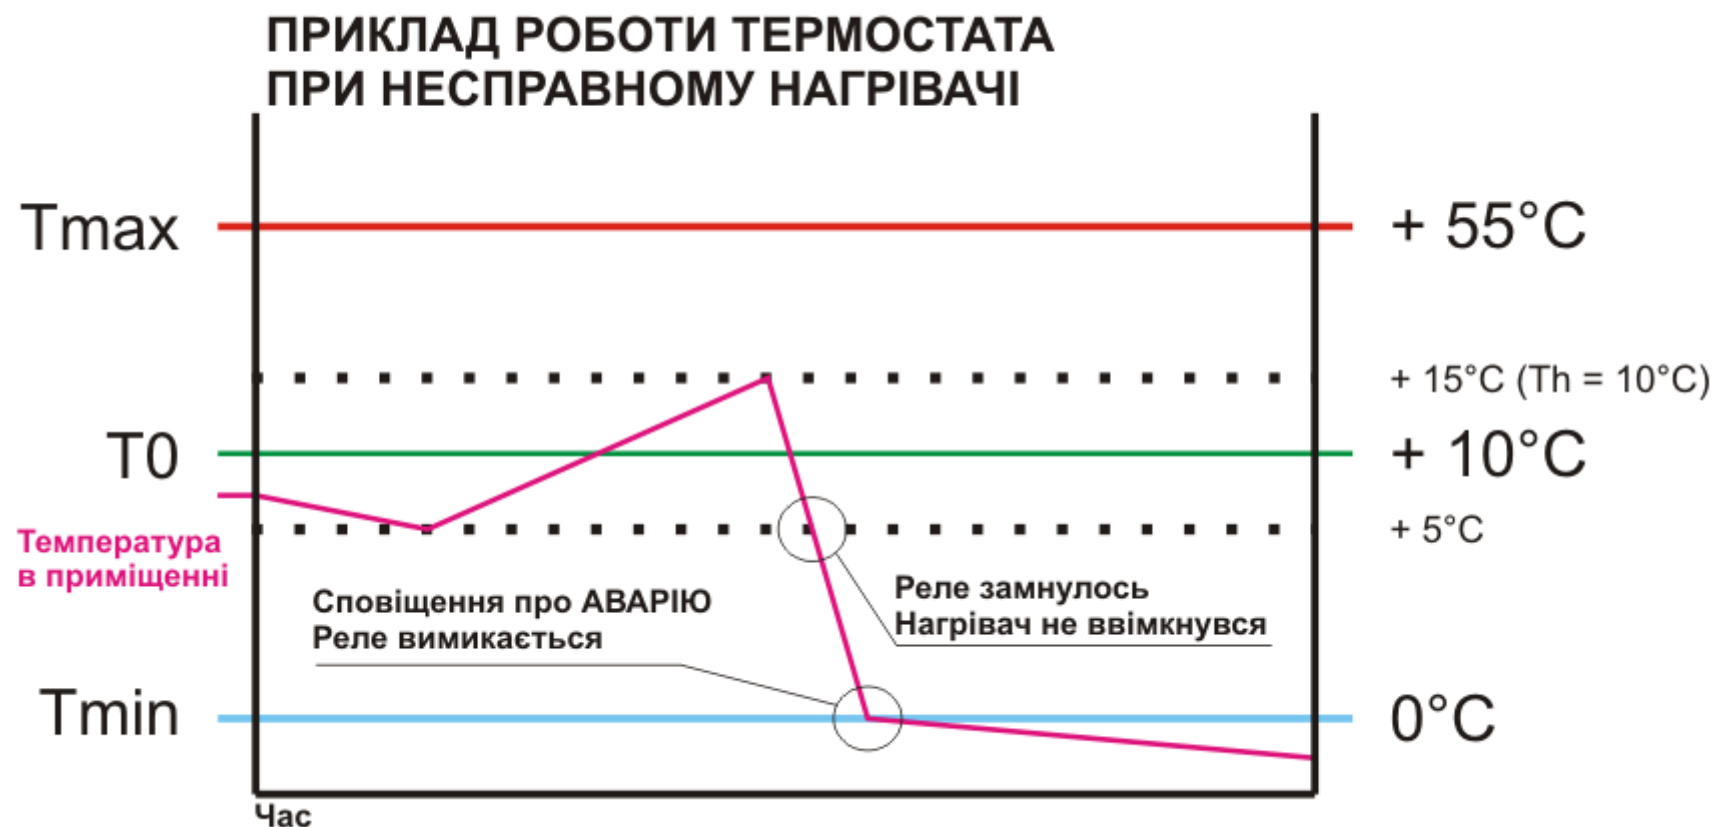 ПРИКЛАД РОБОТИ ТЕРМОСТАТА
ПРИ НЕСПРАВНОМУ НАГРІВАЧІ
Tmax
+ 55°C
+ 15°C (Th = 10°C)
T0
+ 10°C
Температура
в приміщенні
+ 5°C
Сповіщення про АВАРІЮ
Реле вимикається
Реле замнулось
Нагрівач не ввімкнувся
Tmin
0°C
Час